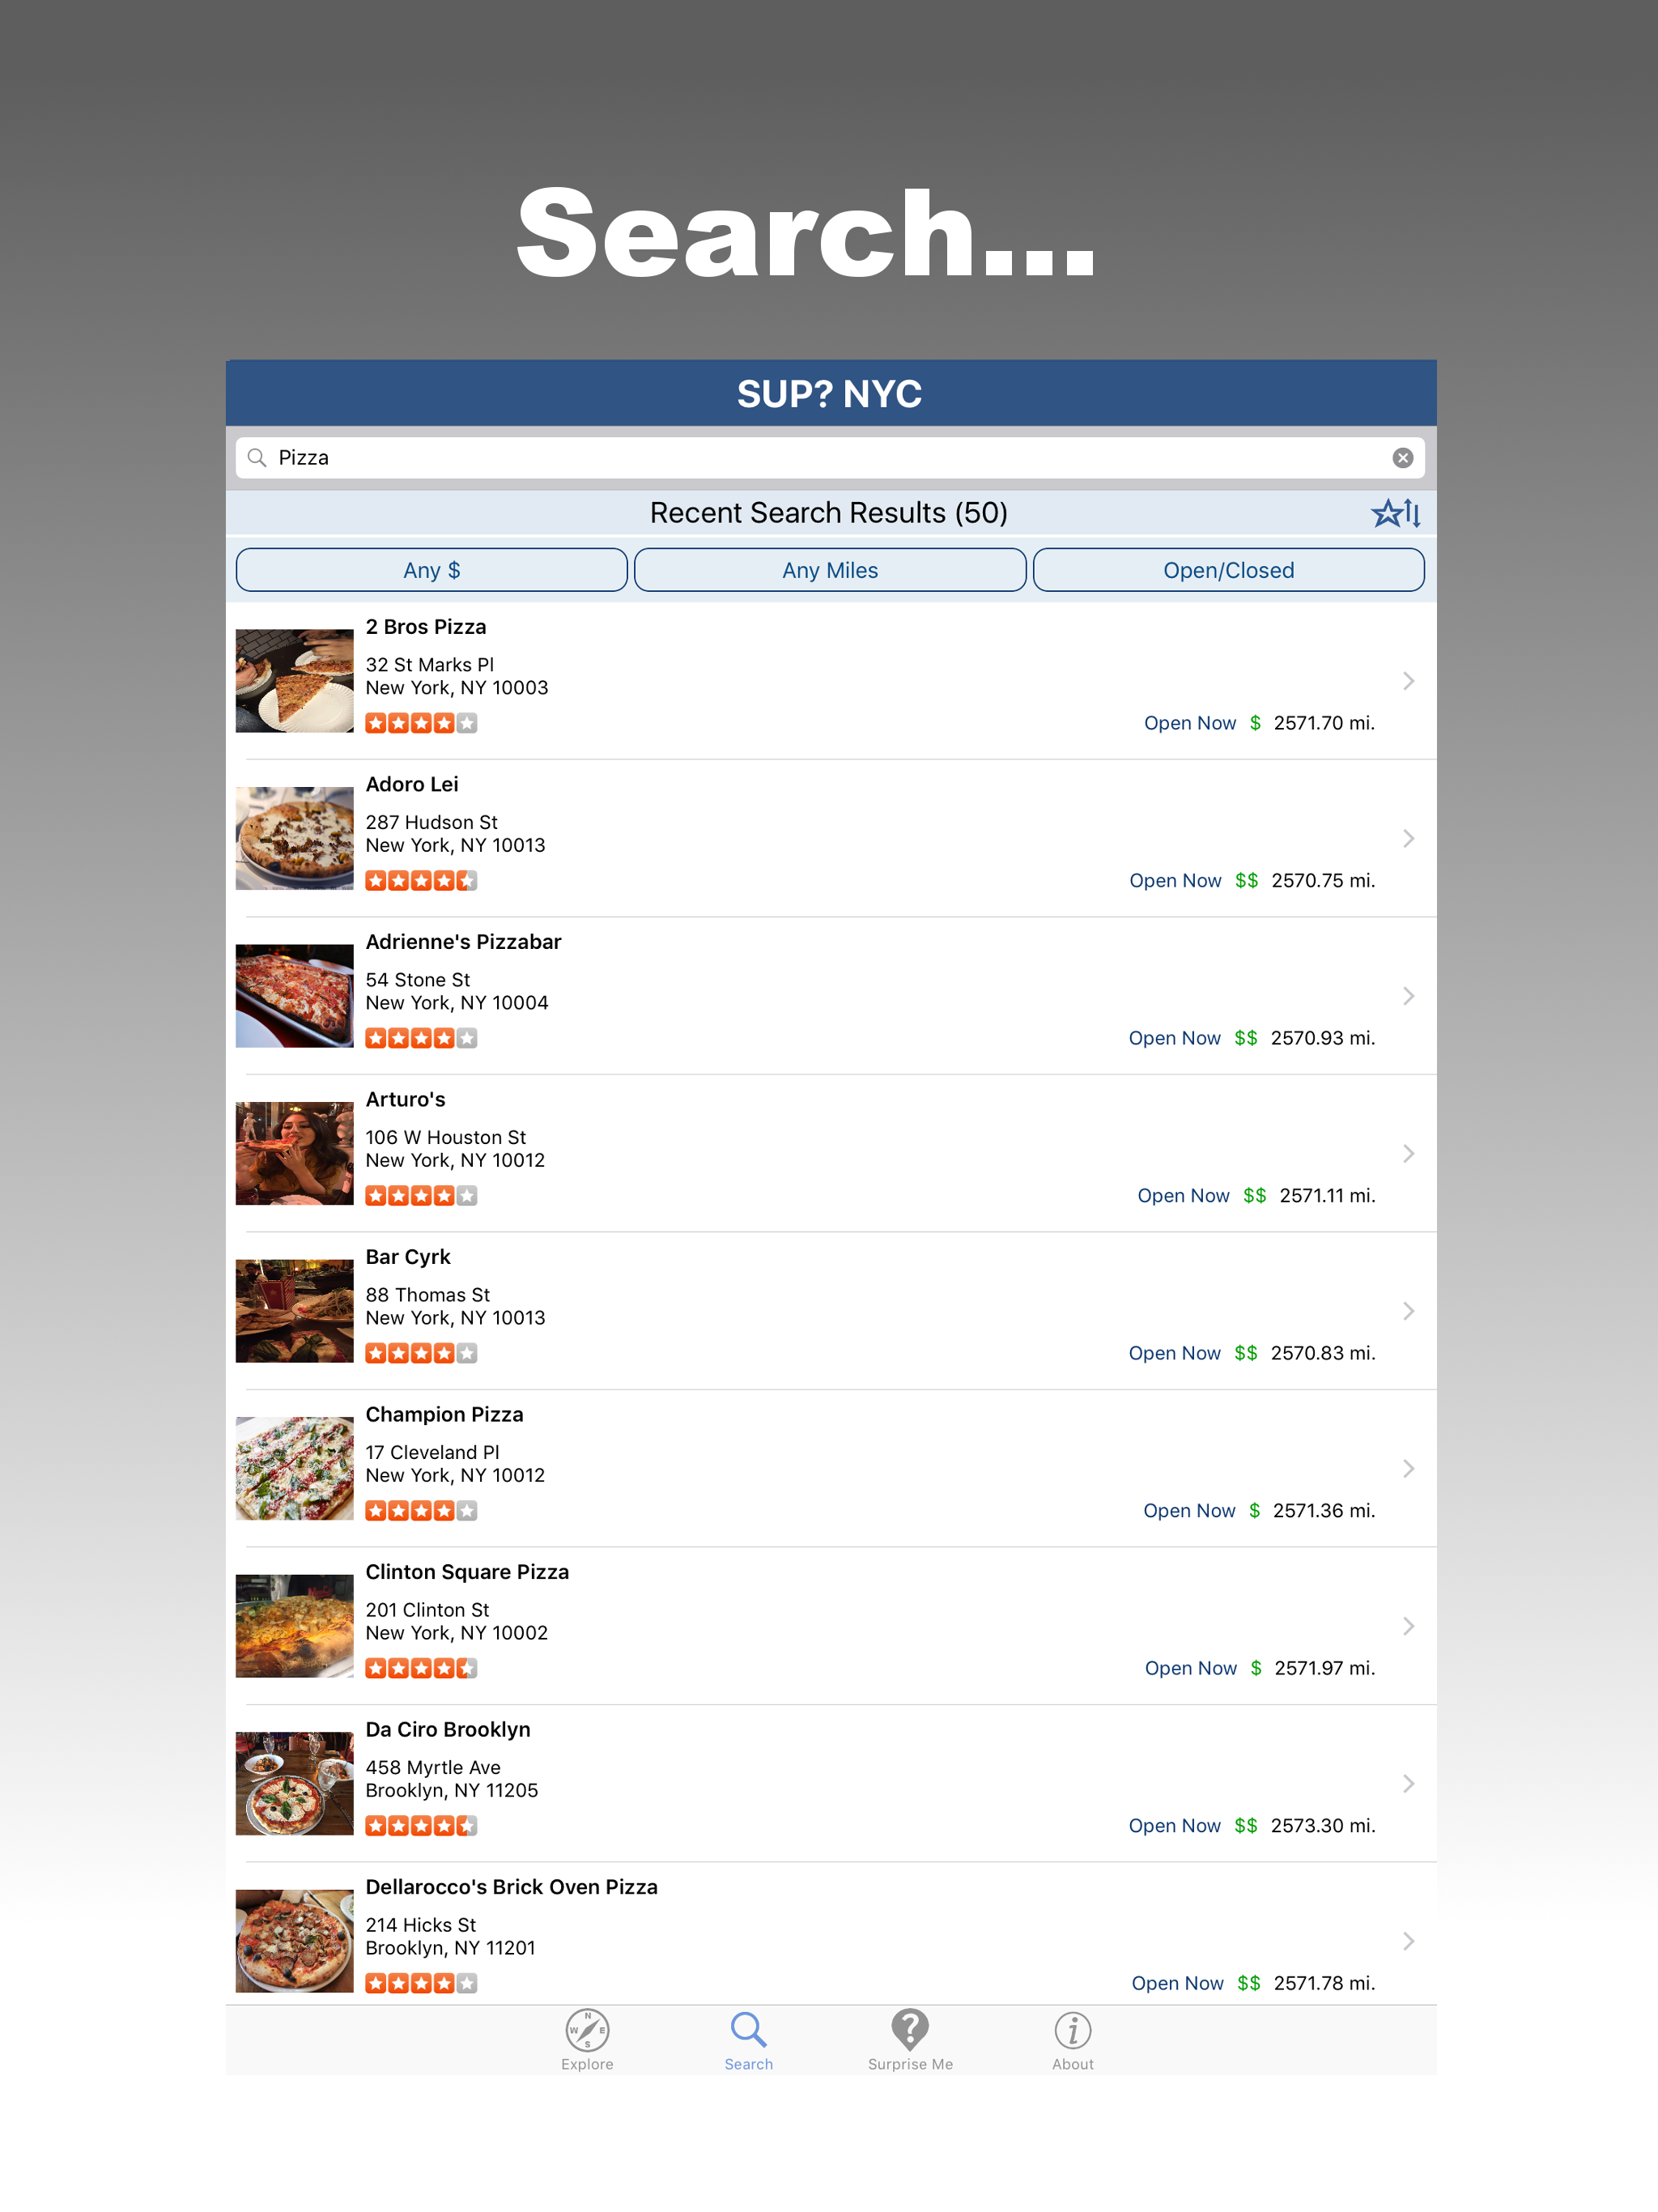 Search...
SUP? NYC
Pizza
Recent Search Results (50)
Any $
Any Miles
Open/Closed
2 Bros Pizza
32 St Marks Pl
New York, NY 10003
Open Now $ 2571.70 mi.
Adoro Lei
287 Hudson St
New York, NY 10013
Open Now $$ 2570.75 mi.
Adrienne's Pizzabar
54 Stone St
New York, NY 10004
Open Now $$ 2570.93 mi.
Arturo's
106 W Houston St
New York, NY 10012
Open Now $$ 2571.11 mi.
Bar Cyrk
88 Thomas St
New York, NY 10013
Open Now $$ 2570.83 mi.
Champion Pizza
17 Cleveland Pl
New York, NY 10012
Open Now $ 2571.36 mi.
Clinton Square Pizza
201 Clinton St
New York, NY 10002
Open Now $ 2571.97 mi.
Da Ciro Brooklyn
458 Myrtle Ave
Brooklyn, NY 11205
Open Now $$ 2573.30 mi.
Dellarocco's Brick Oven Pizza
214 Hicks St
Brooklyn, NY 11201
Open Now $$ 2571.78 mi.
N
W E
S
Explore
Search
?
Surprise Me
i
About